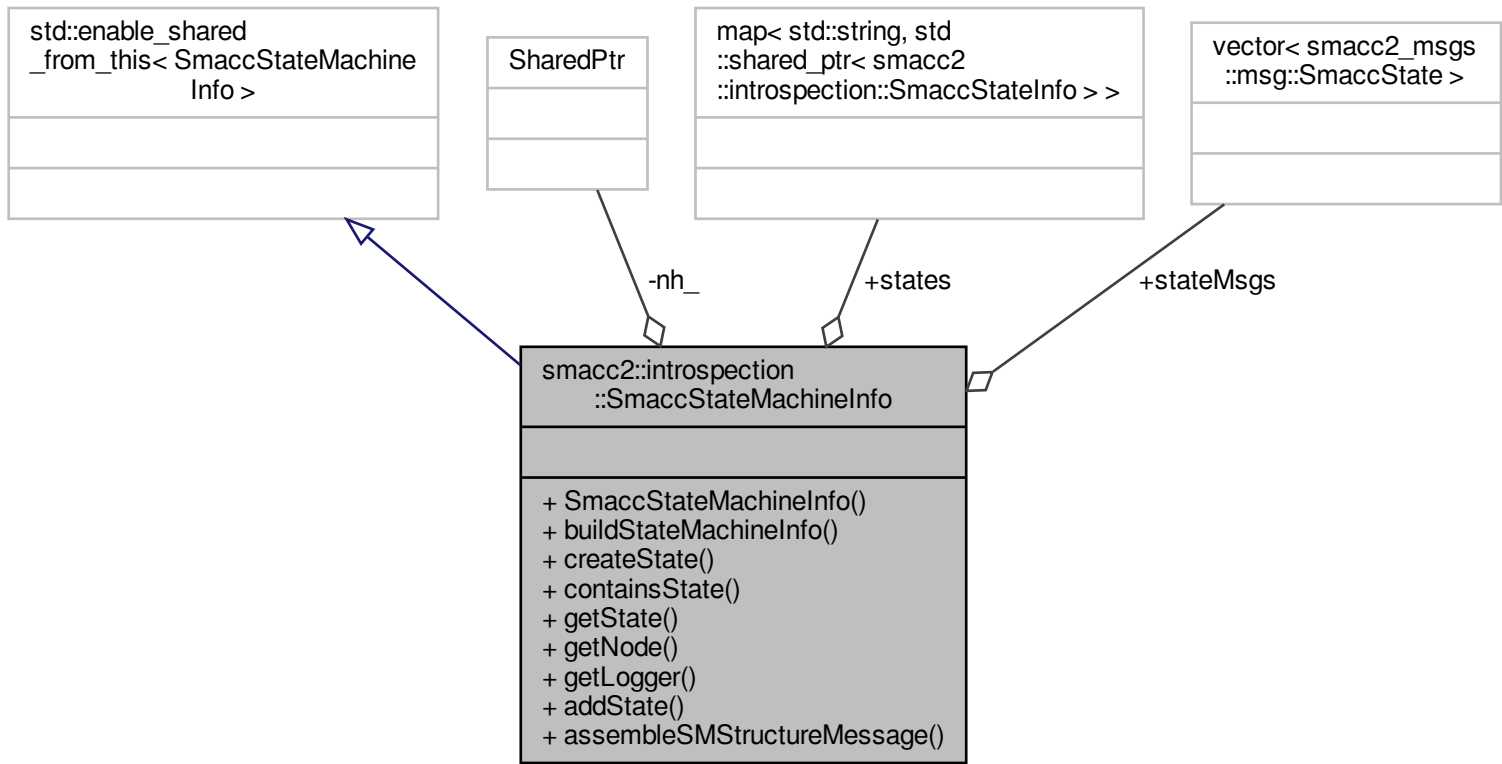 std::enable_shared
_from_this< SmaccStateMachine
Info >
SharedPtr
map< std::string, std
::shared_ptr< smacc2
::introspection::SmaccStateInfo > >
vector< smacc2_msgs
::msg::SmaccState >
-nh_
+states
+stateMsgs
smacc2::introspection
::SmaccStateMachineInfo
+ SmaccStateMachineInfo()
+ buildStateMachineInfo()
+ createState()
+ containsState()
+ getState()
+ getNode()
+ getLogger()
+ addState()
+ assembleSMStructureMessage()